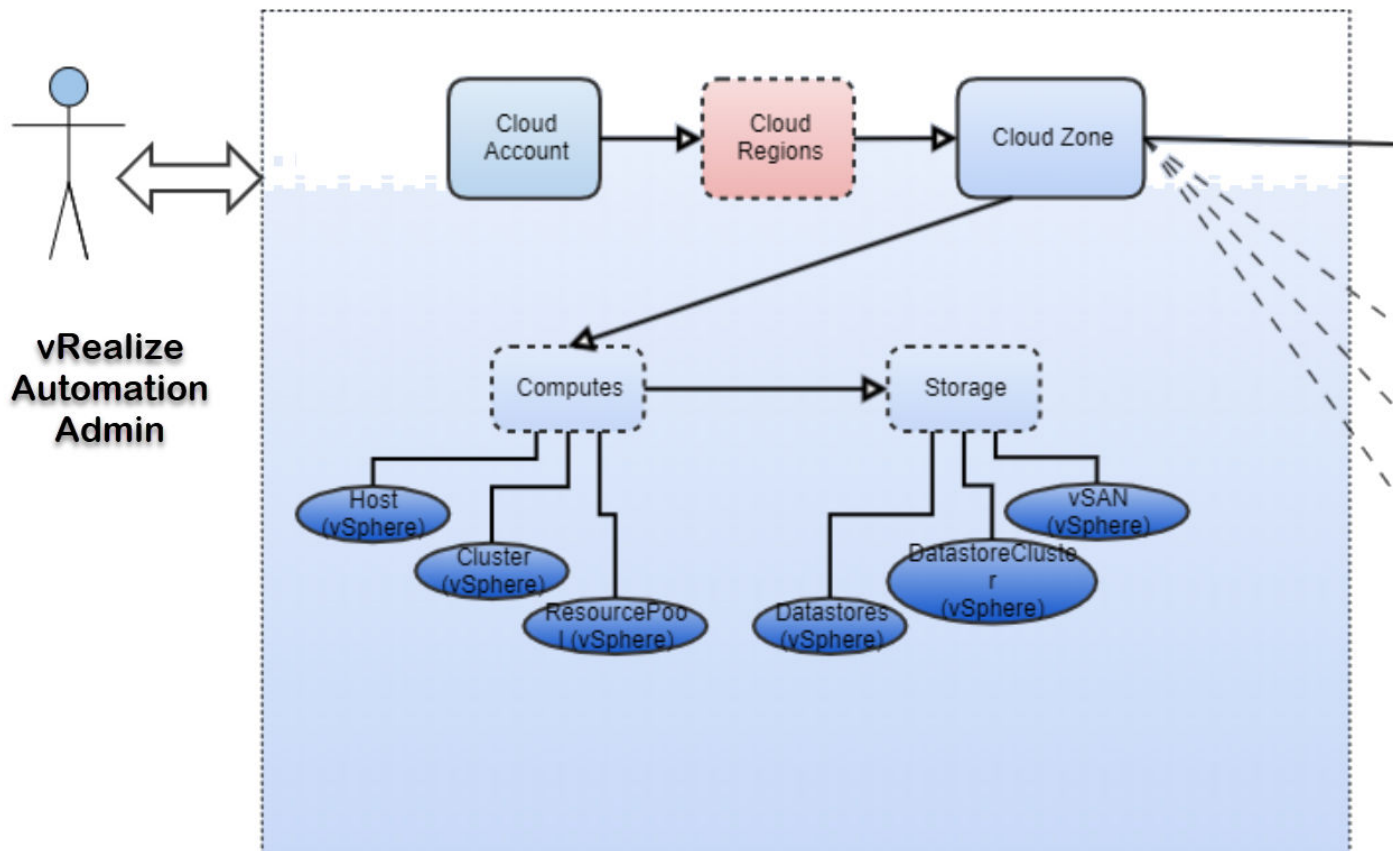 Cloud
Account
Cloud
Regions
Cloud Zone
vRealize
Automation
Admin
Computes
Storage
Host
(vSphere)
Cluster
(vSphere)
ResourcePoo
l (vSphere)
Datastores
(vSphere)
DatastoreCluste
r
(vSphere)
vSAN
(vSphere)